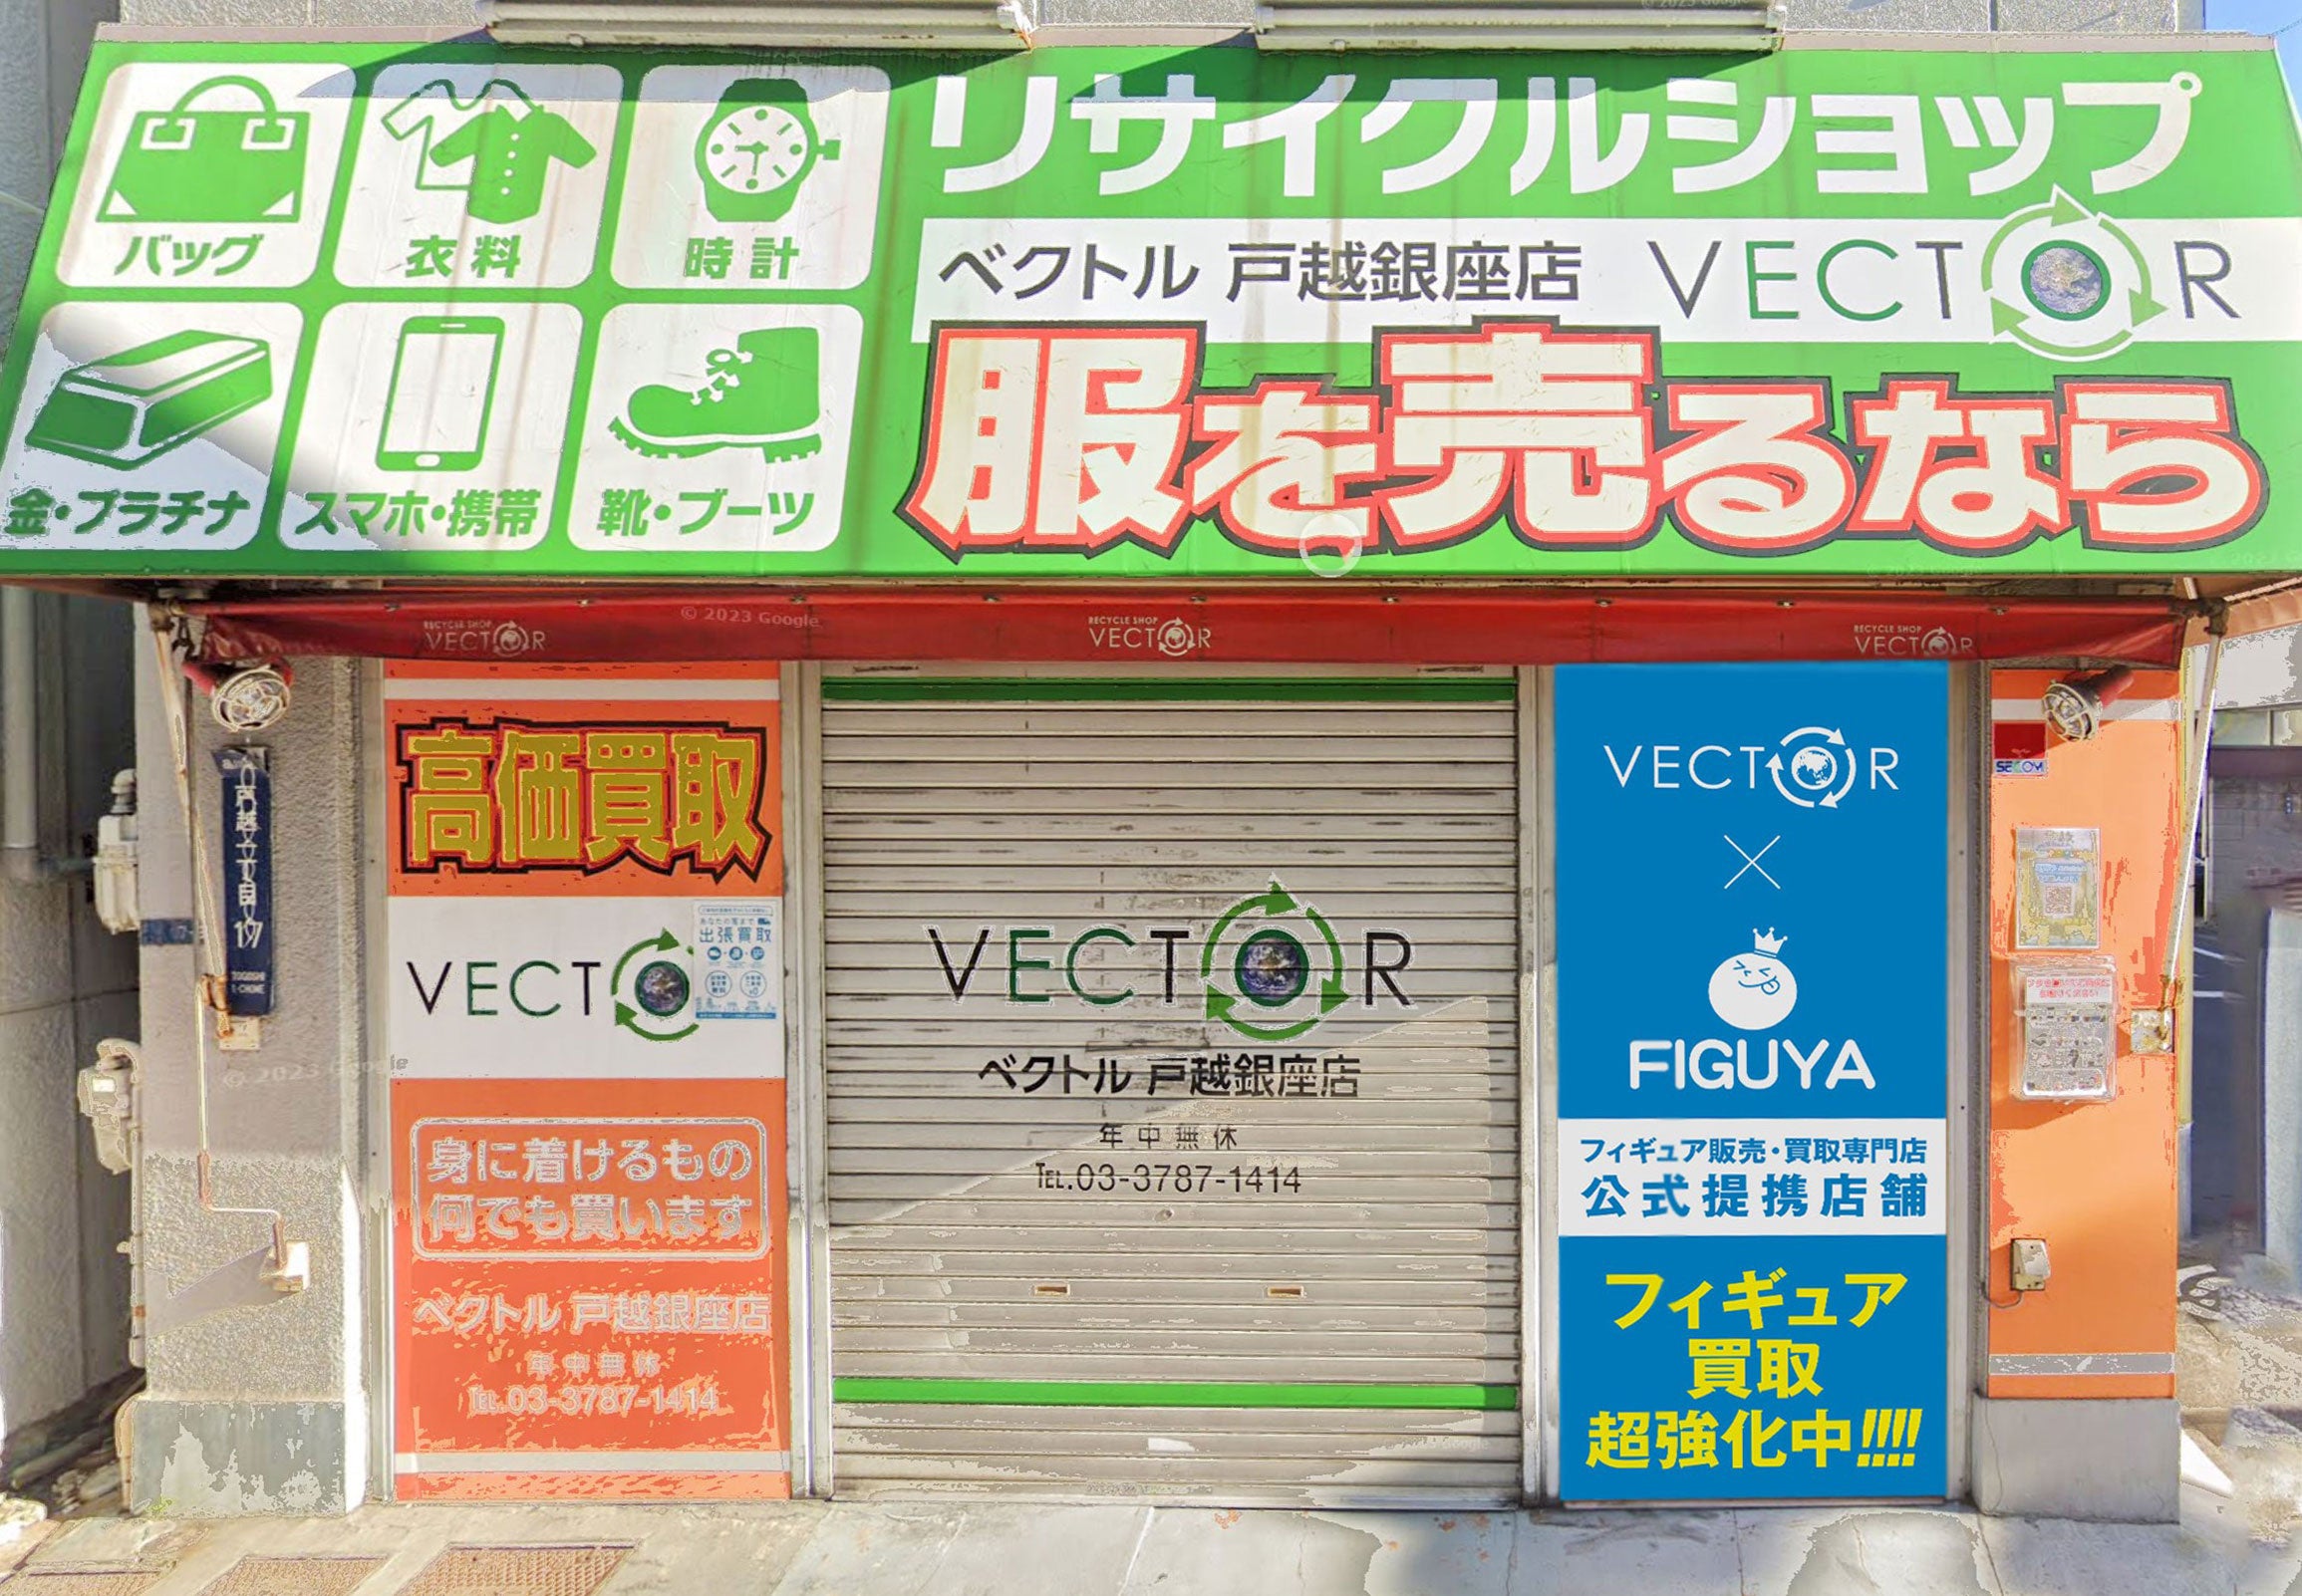 リサイクルショップ
バッグ
衣料
時計
ベクトル 戸越銀座店 VECTOR
金・プラチナ
スマホ・携帯
靴・ブーツ
服を売るなら
© 2023 Google
RECYCLE SHOP
VECTOR
RECYCLE SHOP
VECTOR
RECYCLE SHOP
VECTOR
高価買取
VECTO
出張買取
身に着けるもの
何でも買います
ベクトル 戸越銀座店
年中無休
TEL.03-3787-1414
VECTOR
ベクトル 戸越銀座店
年中無休
TEL.03-3787-1414
VECTOR
×
FIGUYA
フィギュア販売・買取専門店
公式提携店舗
フィギュア
買取
超強化中!!!!
SECOM
TOGOSHI
1-CHOME
© 2023 Google